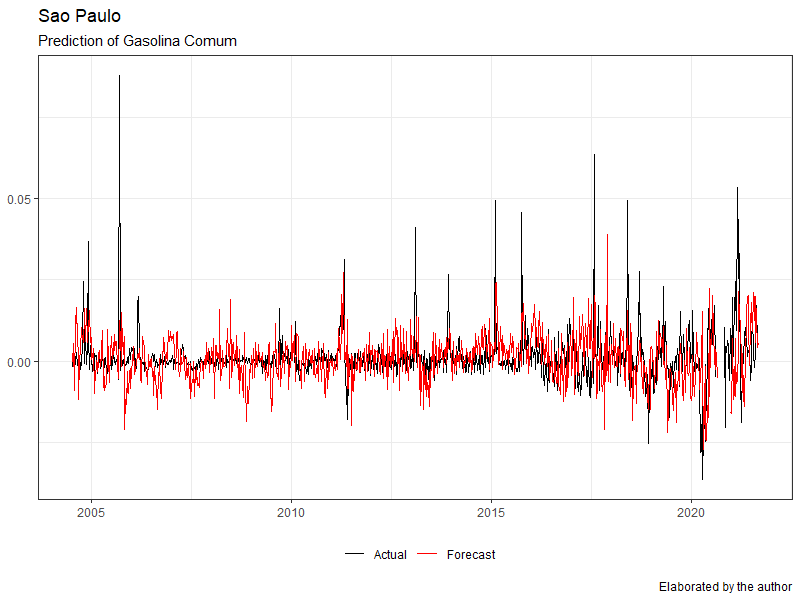 Sao Paulo
Prediction of Gasolina Comum
0.05
0.00
2005 2010 2015 2020
Actual Forecast
Elaborated by the author